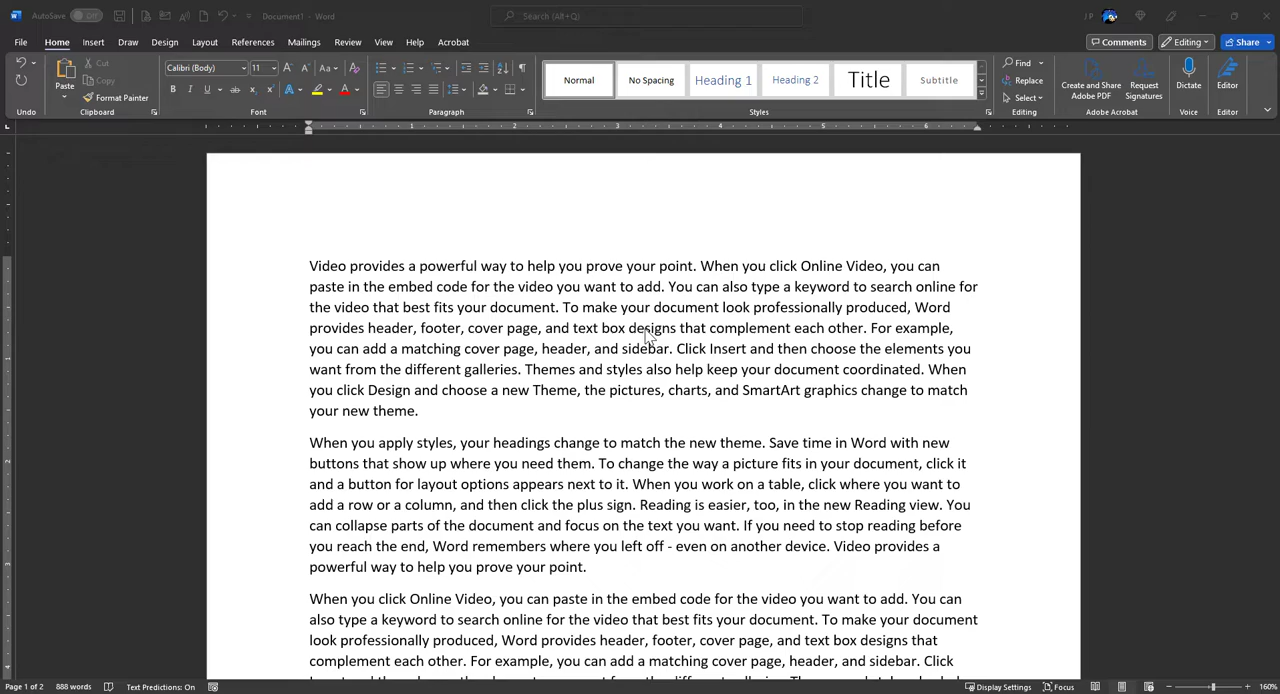 AutoSave Off Document1 - Word Search (Alt+Q) J P
File Home Insert Draw Design Layout References Mailings Review View Help Acrobat Comments Editing Share
Paste Cut Copy Format Painter
Calibri (Body) 11 Aa
B I U ab x x A A
Normal No Spacing Heading 1 Heading 2 Title Subtitle
Find Replace Select
Create and Share Adobe PDF Request Signatures Dictate Editor
Undo Clipboard Font Paragraph Styles Editing Adobe Acrobat Voice Editor
1 2 3 4 5 6
Video provides a powerful way to help you prove your point. When you click Online Video, you can
paste in the embed code for the video you want to add. You can also type a keyword to search online for
the video that best fits your document. To make your document look professionally produced, Word
provides header, footer, cover page, and text box designs that complement each other. For example,
you can add a matching cover page, header, and sidebar. Click Insert and then choose the elements you
want from the different galleries. Themes and styles also help keep your document coordinated. When
you click Design and choose a new Theme, the pictures, charts, and SmartArt graphics change to match
your new theme.
When you apply styles, your headings change to match the new theme. Save time in Word with new
buttons that show up where you need them. To change the way a picture fits in your document, click it
and a button for layout options appears next to it. When you work on a table, click where you want to
add a row or a column, and then click the plus sign. Reading is easier, too, in the new Reading view. You
can collapse parts of the document and focus on the text you want. If you need to stop reading before
you reach the end, Word remembers where you left off - even on another device. Video provides a
powerful way to help you prove your point.
When you click Online Video, you can paste in the embed code for the video you want to add. You can
also type a keyword to search online for the video that best fits your document. To make your document
look professionally produced, Word provides header, footer, cover page, and text box designs that
complement each other. For example, you can add a matching cover page, header, and sidebar. Click
Page 1 of 2 888 words Text Predictions: On Display Settings Focus 160%